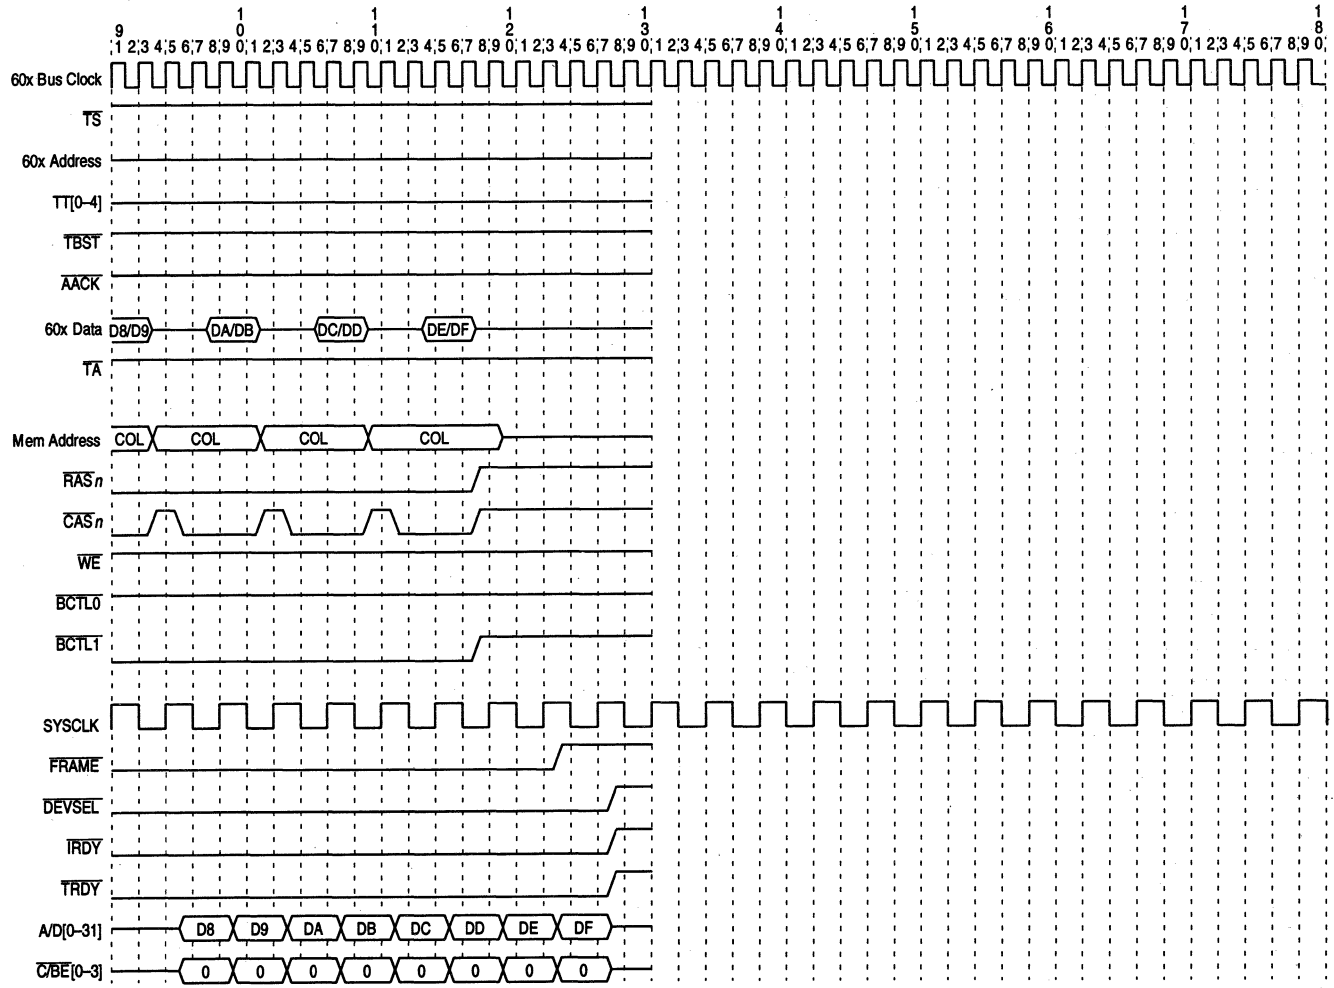 1 1 1 1 1 1 1 1 1
9 0 1 2 3 4 5 6 7 8
,1 2,3 4,5 6,7 8,9 0,1 2,3 4,5 6,7 8,9 0,1 2,3 4,5 6,7 8,9 0,1 2,3 4,5 6,7 8,9 0,1 2,3 4,5 6,7 8,9 0,1 2,3 4,5 6,7 8,9 0,1 2,3 4,5 6,7 8,9 0,1 2,3 4,5 6,7 8,9 0,1 2,3 4,5 6,7 8,9 0,
60x Bus Clock
TS
60x Address
TT[0–4]
TBST
AACK
60x Data D8/D9 DA/DB DC/DD DE/DF
TA
Mem Address COL COL COL COL
RASn
CASn
WE
BCTL0
BCTL1
SYSCLK
FRAME
DEVSEL
IRDY
TRDY
A/D[0–31] D8 D9 DA DB DC DD DE DF
C/BE[0–3] 0 0 0 0 0 0 0 0